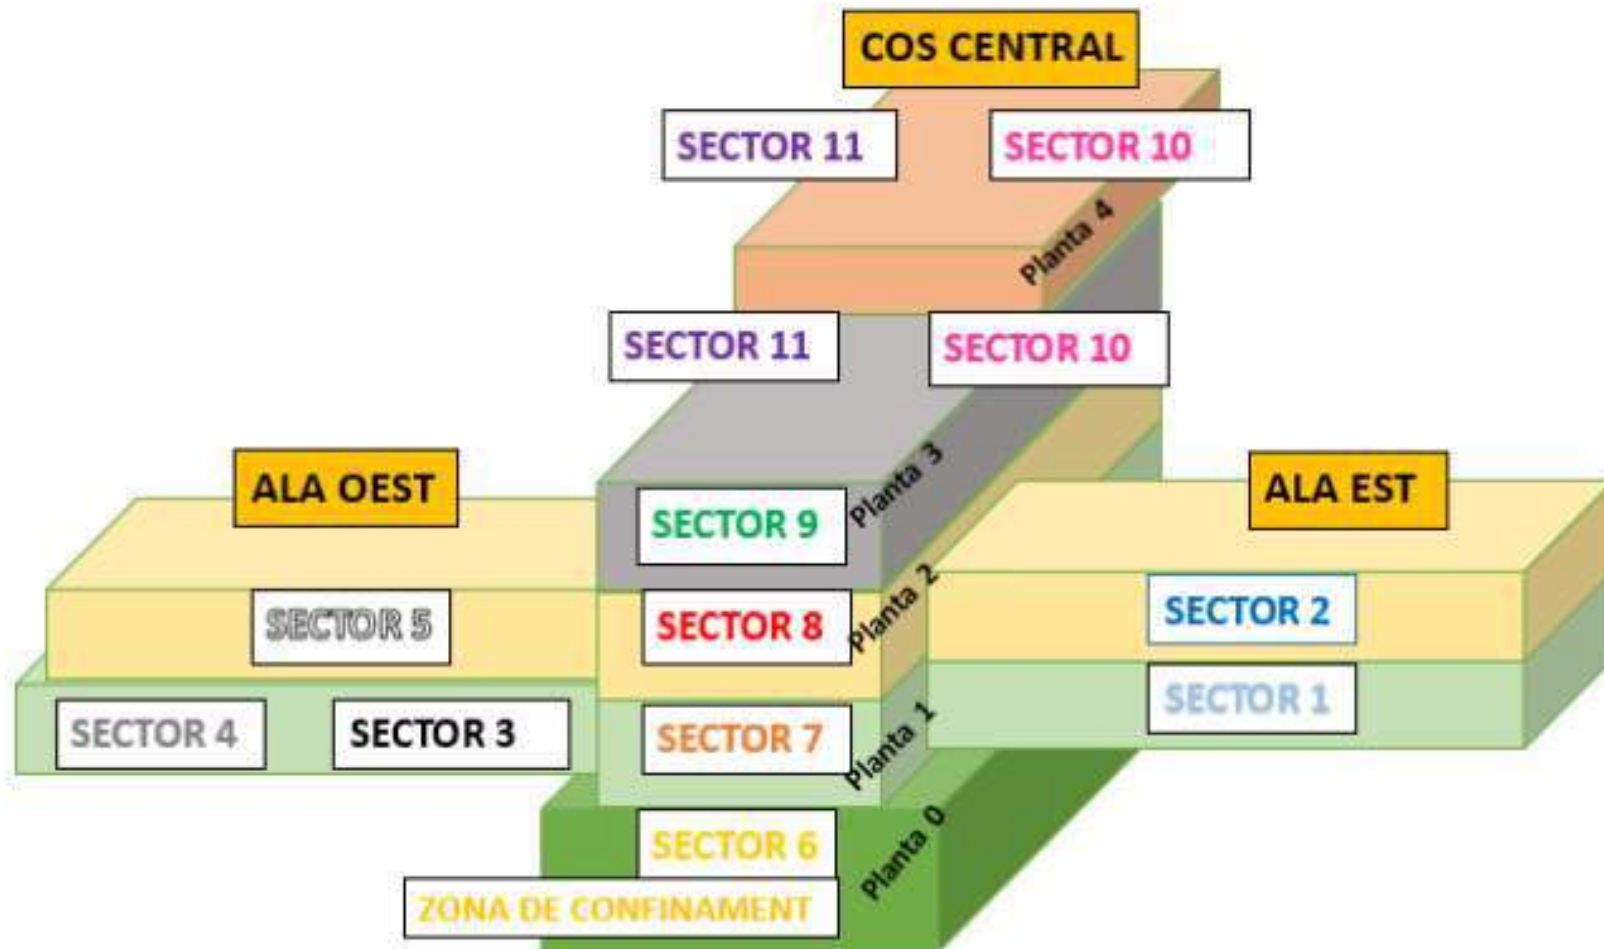 COS CENTRAL
SECTOR 11
SECTOR 10
Planta 4
SECTOR 11
SECTOR 10
Planta 3
ALA OEST
ALA EST
SECTOR 9
SECTOR 5
SECTOR 8
Planta 2
SECTOR 2
SECTOR 4
SECTOR 3
SECTOR 7
Planta 1
SECTOR 1
SECTOR 6
Planta 0
ZONA DE CONFINAMENT